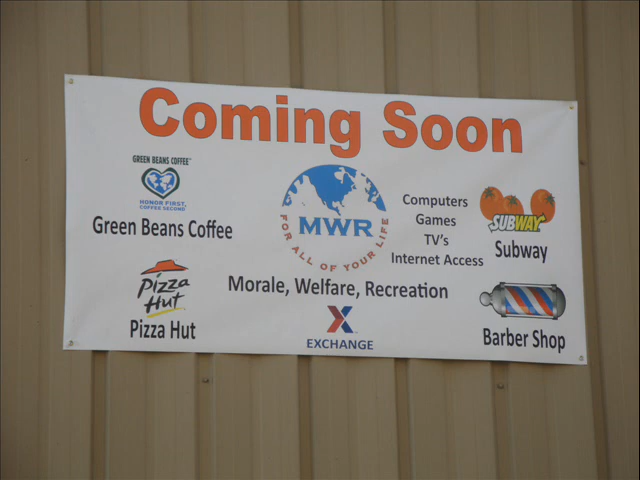 Coming Soon
GREEN BEANS COFFEE
HONOR FIRST,
COFFEE SECOND
Green Beans Coffee
MWR
FOR ALL OF YOUR LIFE
Computers
Games
TV's
Internet Access
SUBWAY
Subway
Pizza
Hut
Pizza Hut
Morale, Welfare, Recreation
X
EXCHANGE
Barber Shop